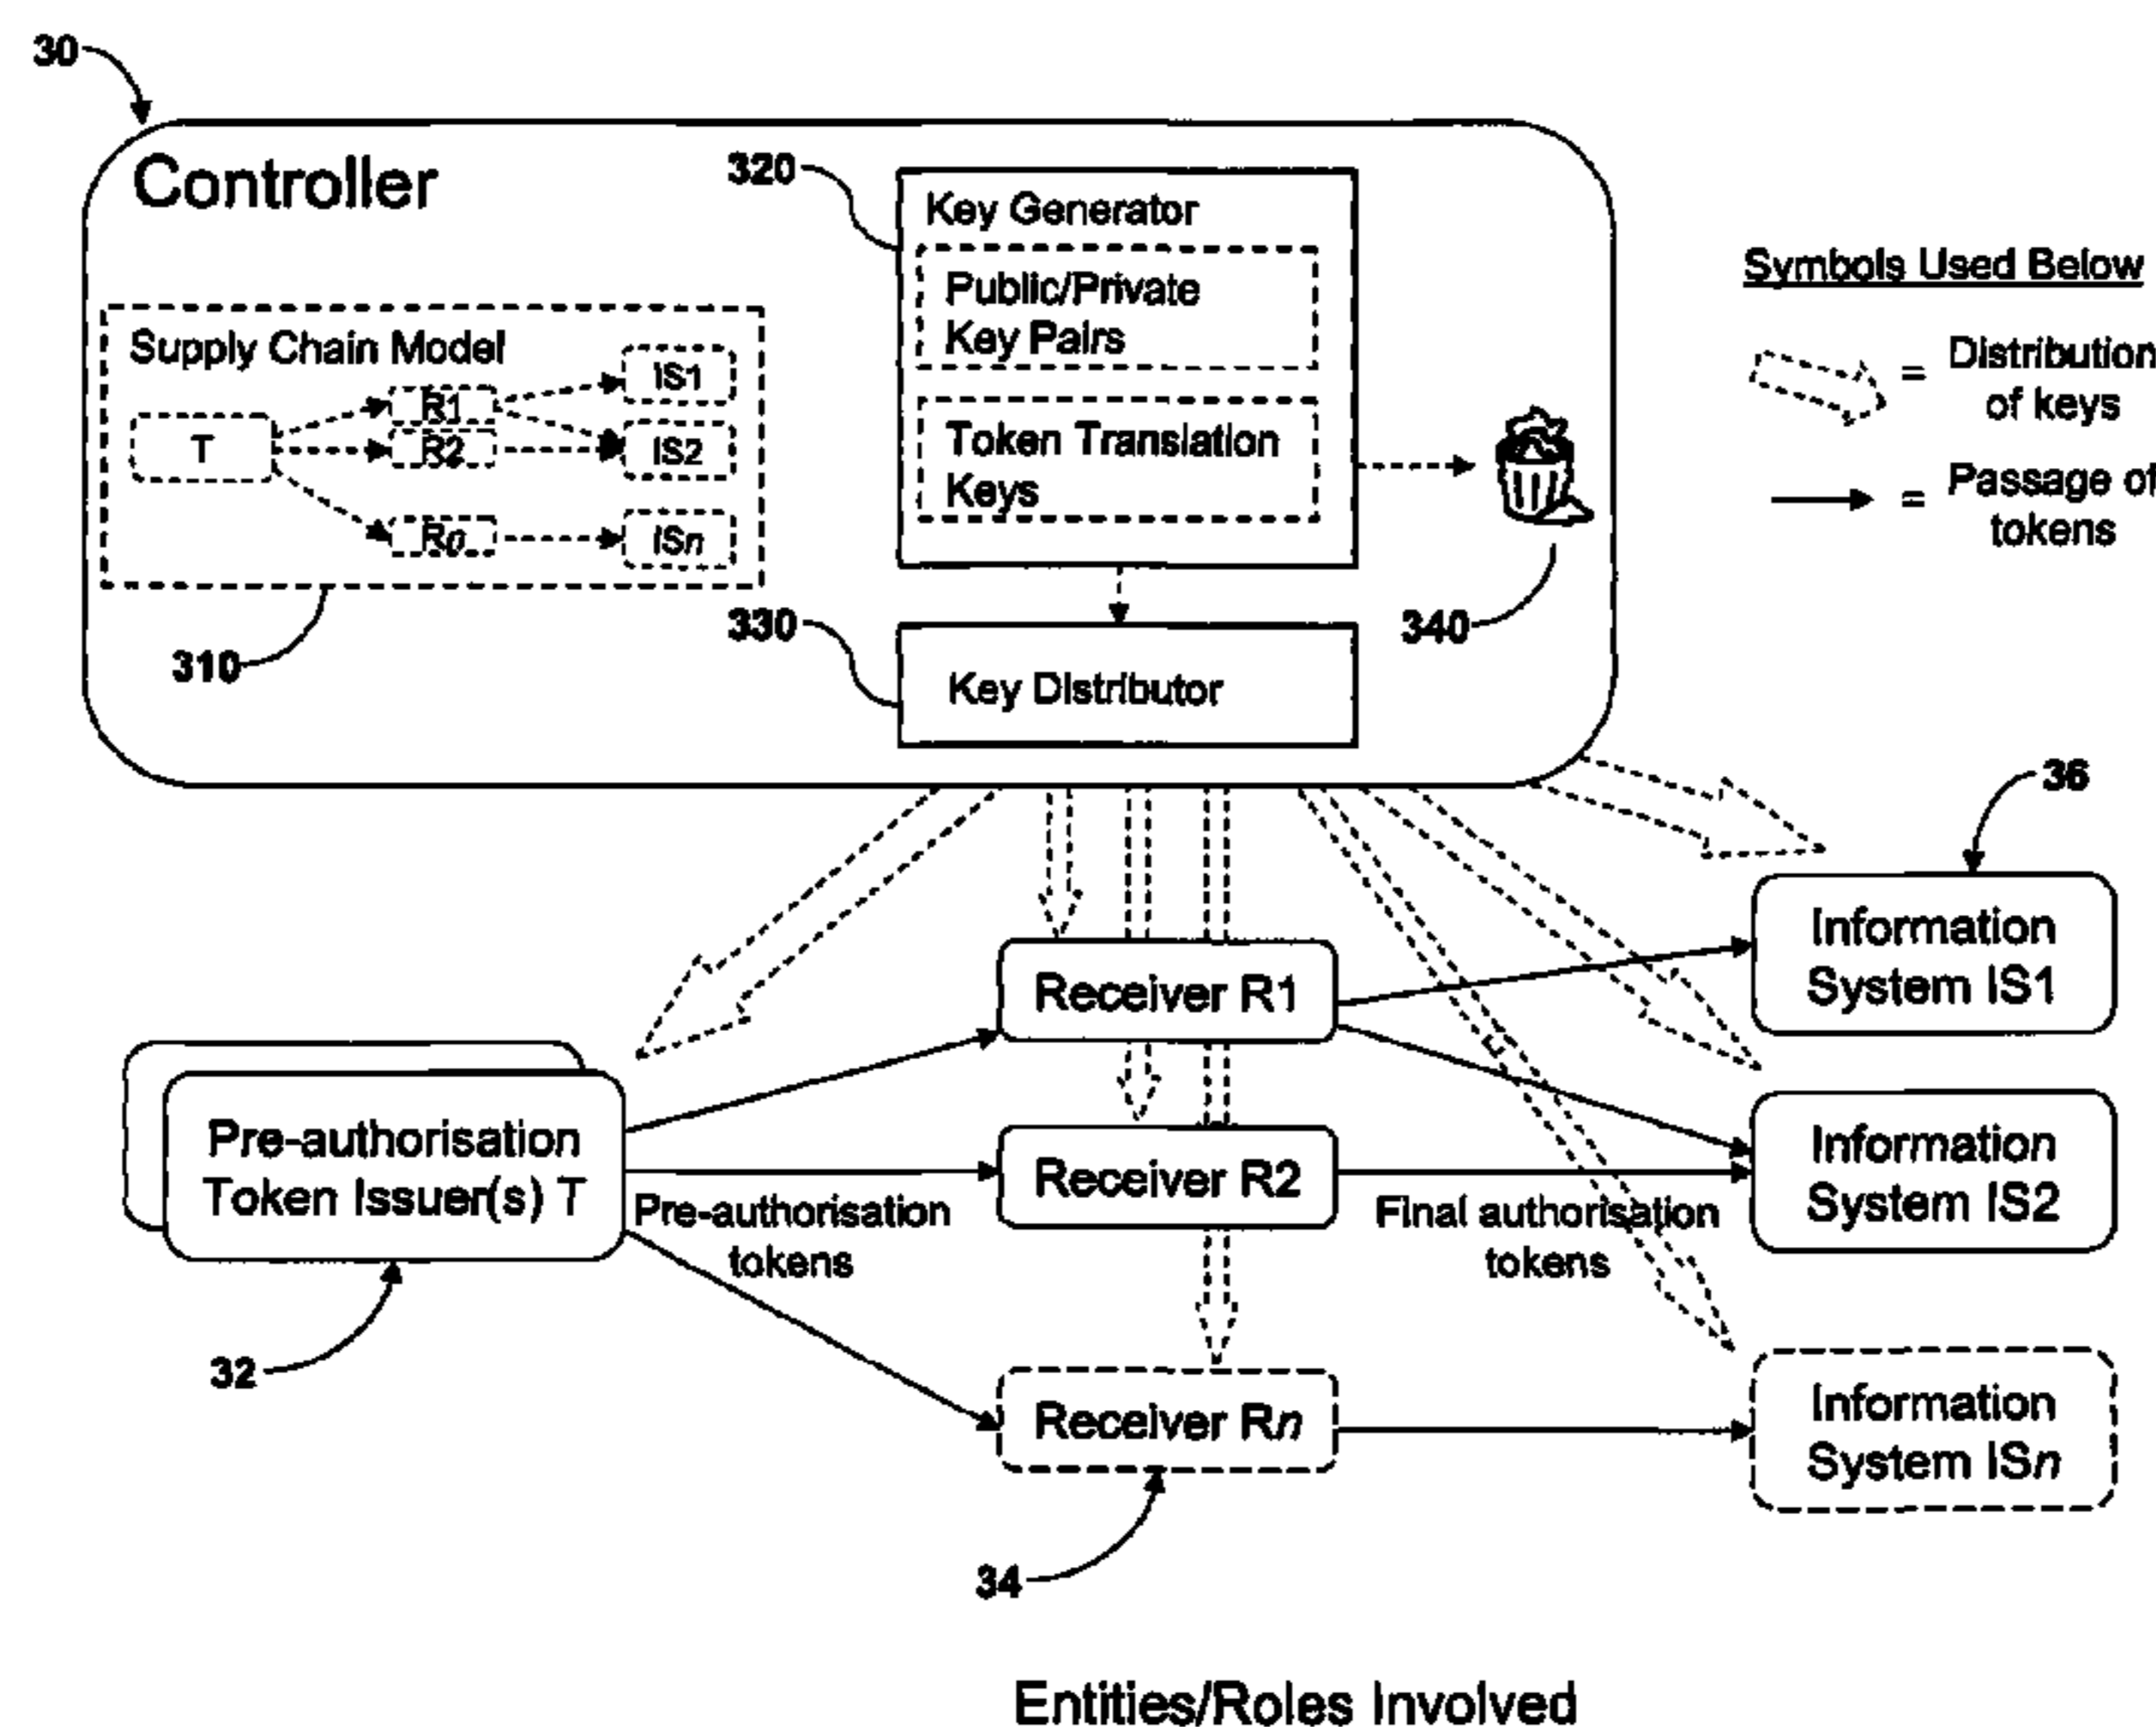 30
Controller
320
Key Generator
Public/Private
Key Pairs
Token Translation
Keys
Supply Chain Model
T
R1
R2
Rn
IS1
IS2
ISn
310
330
Key Distributor
340
Symbols Used Below
= Distribution
of keys
= Passage of
tokens
36
Information
System IS1
Receiver R1
Pre-authorisation
Token Issuer(s) T
Receiver R2
Information
System IS2
Pre-authorisation
tokens
Final authorisation
tokens
32
Receiver Rn
Information
System ISn
34
Entities/Roles Involved